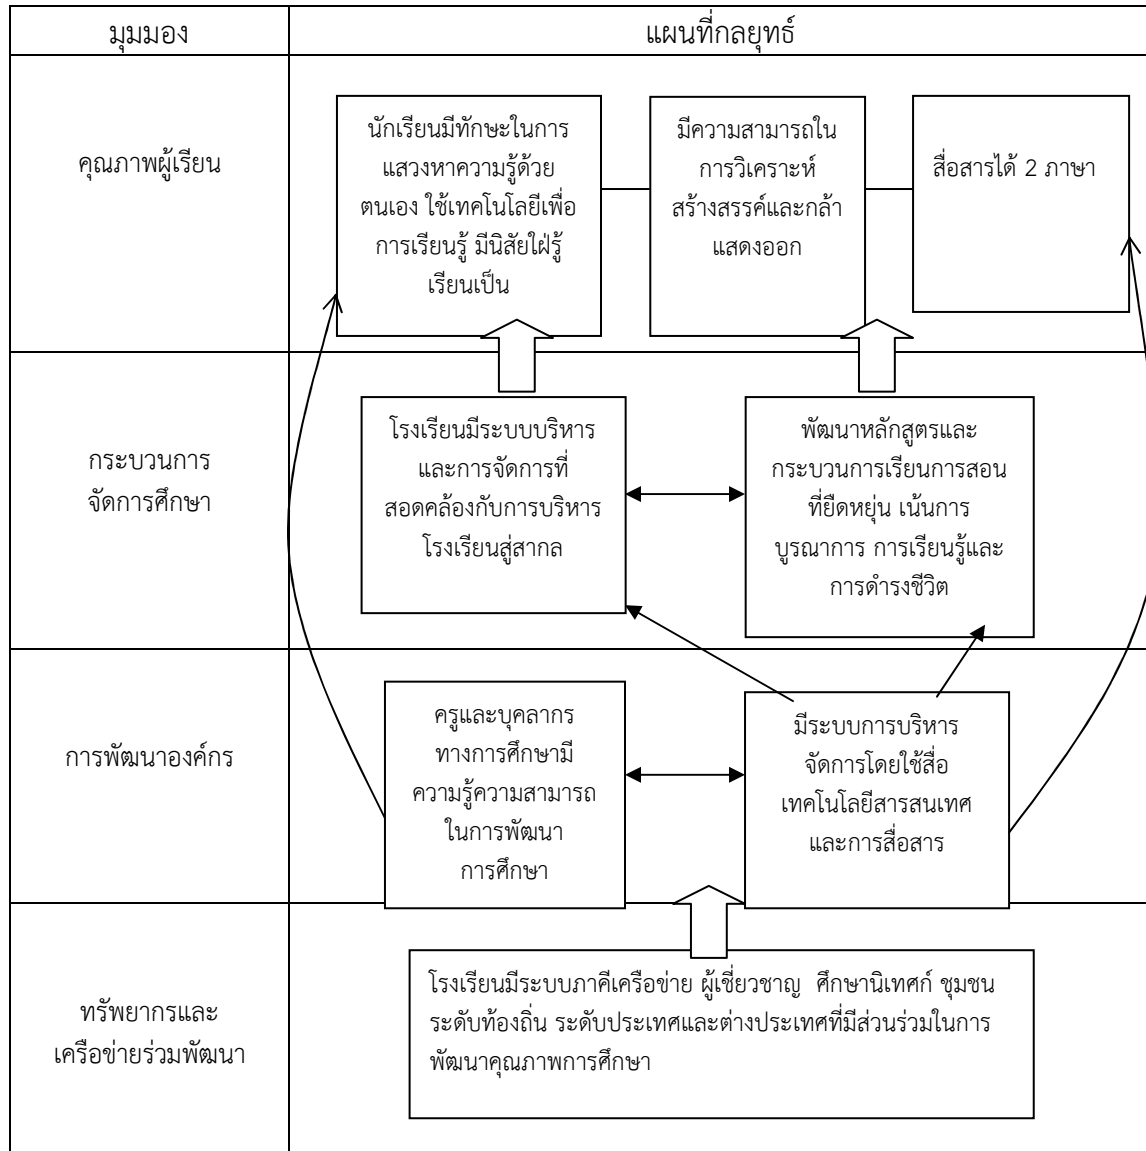 มุมมอง
แผนที่กลยุทธ์
คุณภาพผู้เรียน
นักเรียนมีทักษะในการ
แสวงหาความรู้ด้วย
ตนเอง ใช้เทคโนโลยีเพื่อ
การเรียนรู้ มีนิสัยใฝ่รู้
เรียนเป็น
มีความสามารถใน
การวิเคราะห์
สร้างสรรค์และกล้า
แสดงออก
สื่อสารได้ 2 ภาษา
กระบวนการ
จัดการศึกษา
โรงเรียนมีระบบบริหาร
และการจัดการที่
สอดคล้องกับการบริหาร
โรงเรียนสู่สากล
พัฒนาหลักสูตรและ
กระบวนการเรียนการสอน
ที่ยืดหยุ่น เน้นการ
บูรณาการ การเรียนรู้และ
การดำรงชีวิต
การพัฒนาองค์กร
ครูและบุคลากร
ทางการศึกษามี
ความรู้ความสามารถ
ในการพัฒนา
การศึกษา
มีระบบการบริหาร
จัดการโดยใช้สื่อ
เทคโนโลยีสารสนเทศ
และการสื่อสาร
ทรัพยากรและ
เครือข่ายร่วมพัฒนา
โรงเรียนมีระบบภาคีเครือข่าย ผู้เชี่ยวชาญ ศึกษานิเทศก์ ชุมชน
ระดับท้องถิ่น ระดับประเทศและต่างประเทศที่มีส่วนร่วมในการ
พัฒนาคุณภาพการศึกษา